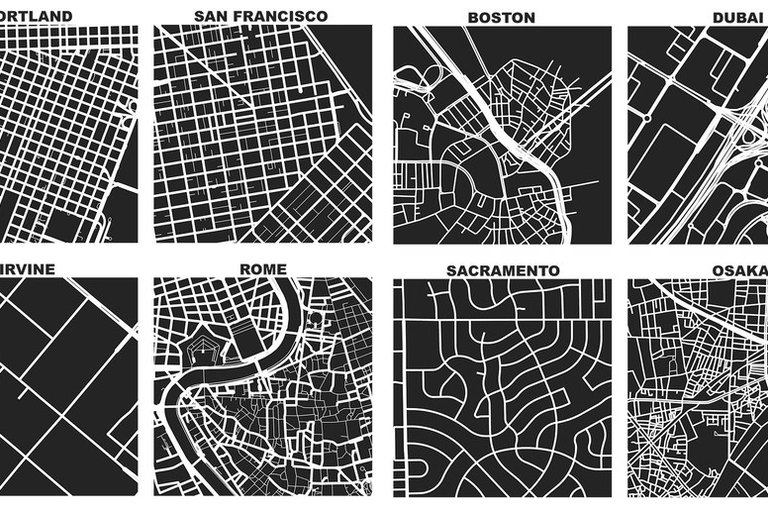 ORTLAND
SAN FRANCISCO
BOSTON
DUBAI
IRVINE
ROME
SACRAMENTO
OSAKA